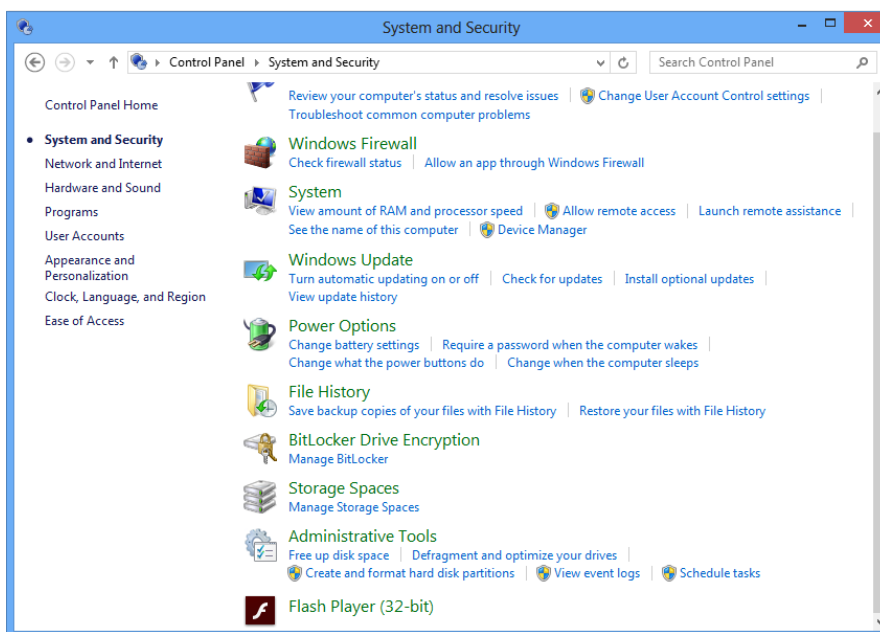 System and Security
Control Panel System and Security
Search Control Panel
Control Panel Home
System and Security
Network and Internet
Hardware and Sound
Programs
User Accounts
Appearance and
Personalization
Clock, Language, and Region
Ease of Access
Review your computer's status and resolve issues Change User Account Control settings
Troubleshoot common computer problems
Windows Firewall
Check firewall status Allow an app through Windows Firewall
System
View amount of RAM and processor speed Allow remote access Launch remote assistance
See the name of this computer Device Manager
Windows Update
Turn automatic updating on or off Check for updates Install optional updates
View update history
Power Options
Change battery settings Require a password when the computer wakes
Change what the power buttons do Change when the computer sleeps
File History
Save backup copies of your files with File History Restore your files with File History
BitLocker Drive Encryption
Manage BitLocker
Storage Spaces
Manage Storage Spaces
Administrative Tools
Free up disk space Defragment and optimize your drives
Create and format hard disk partitions View event logs Schedule tasks
Flash Player (32-bit)